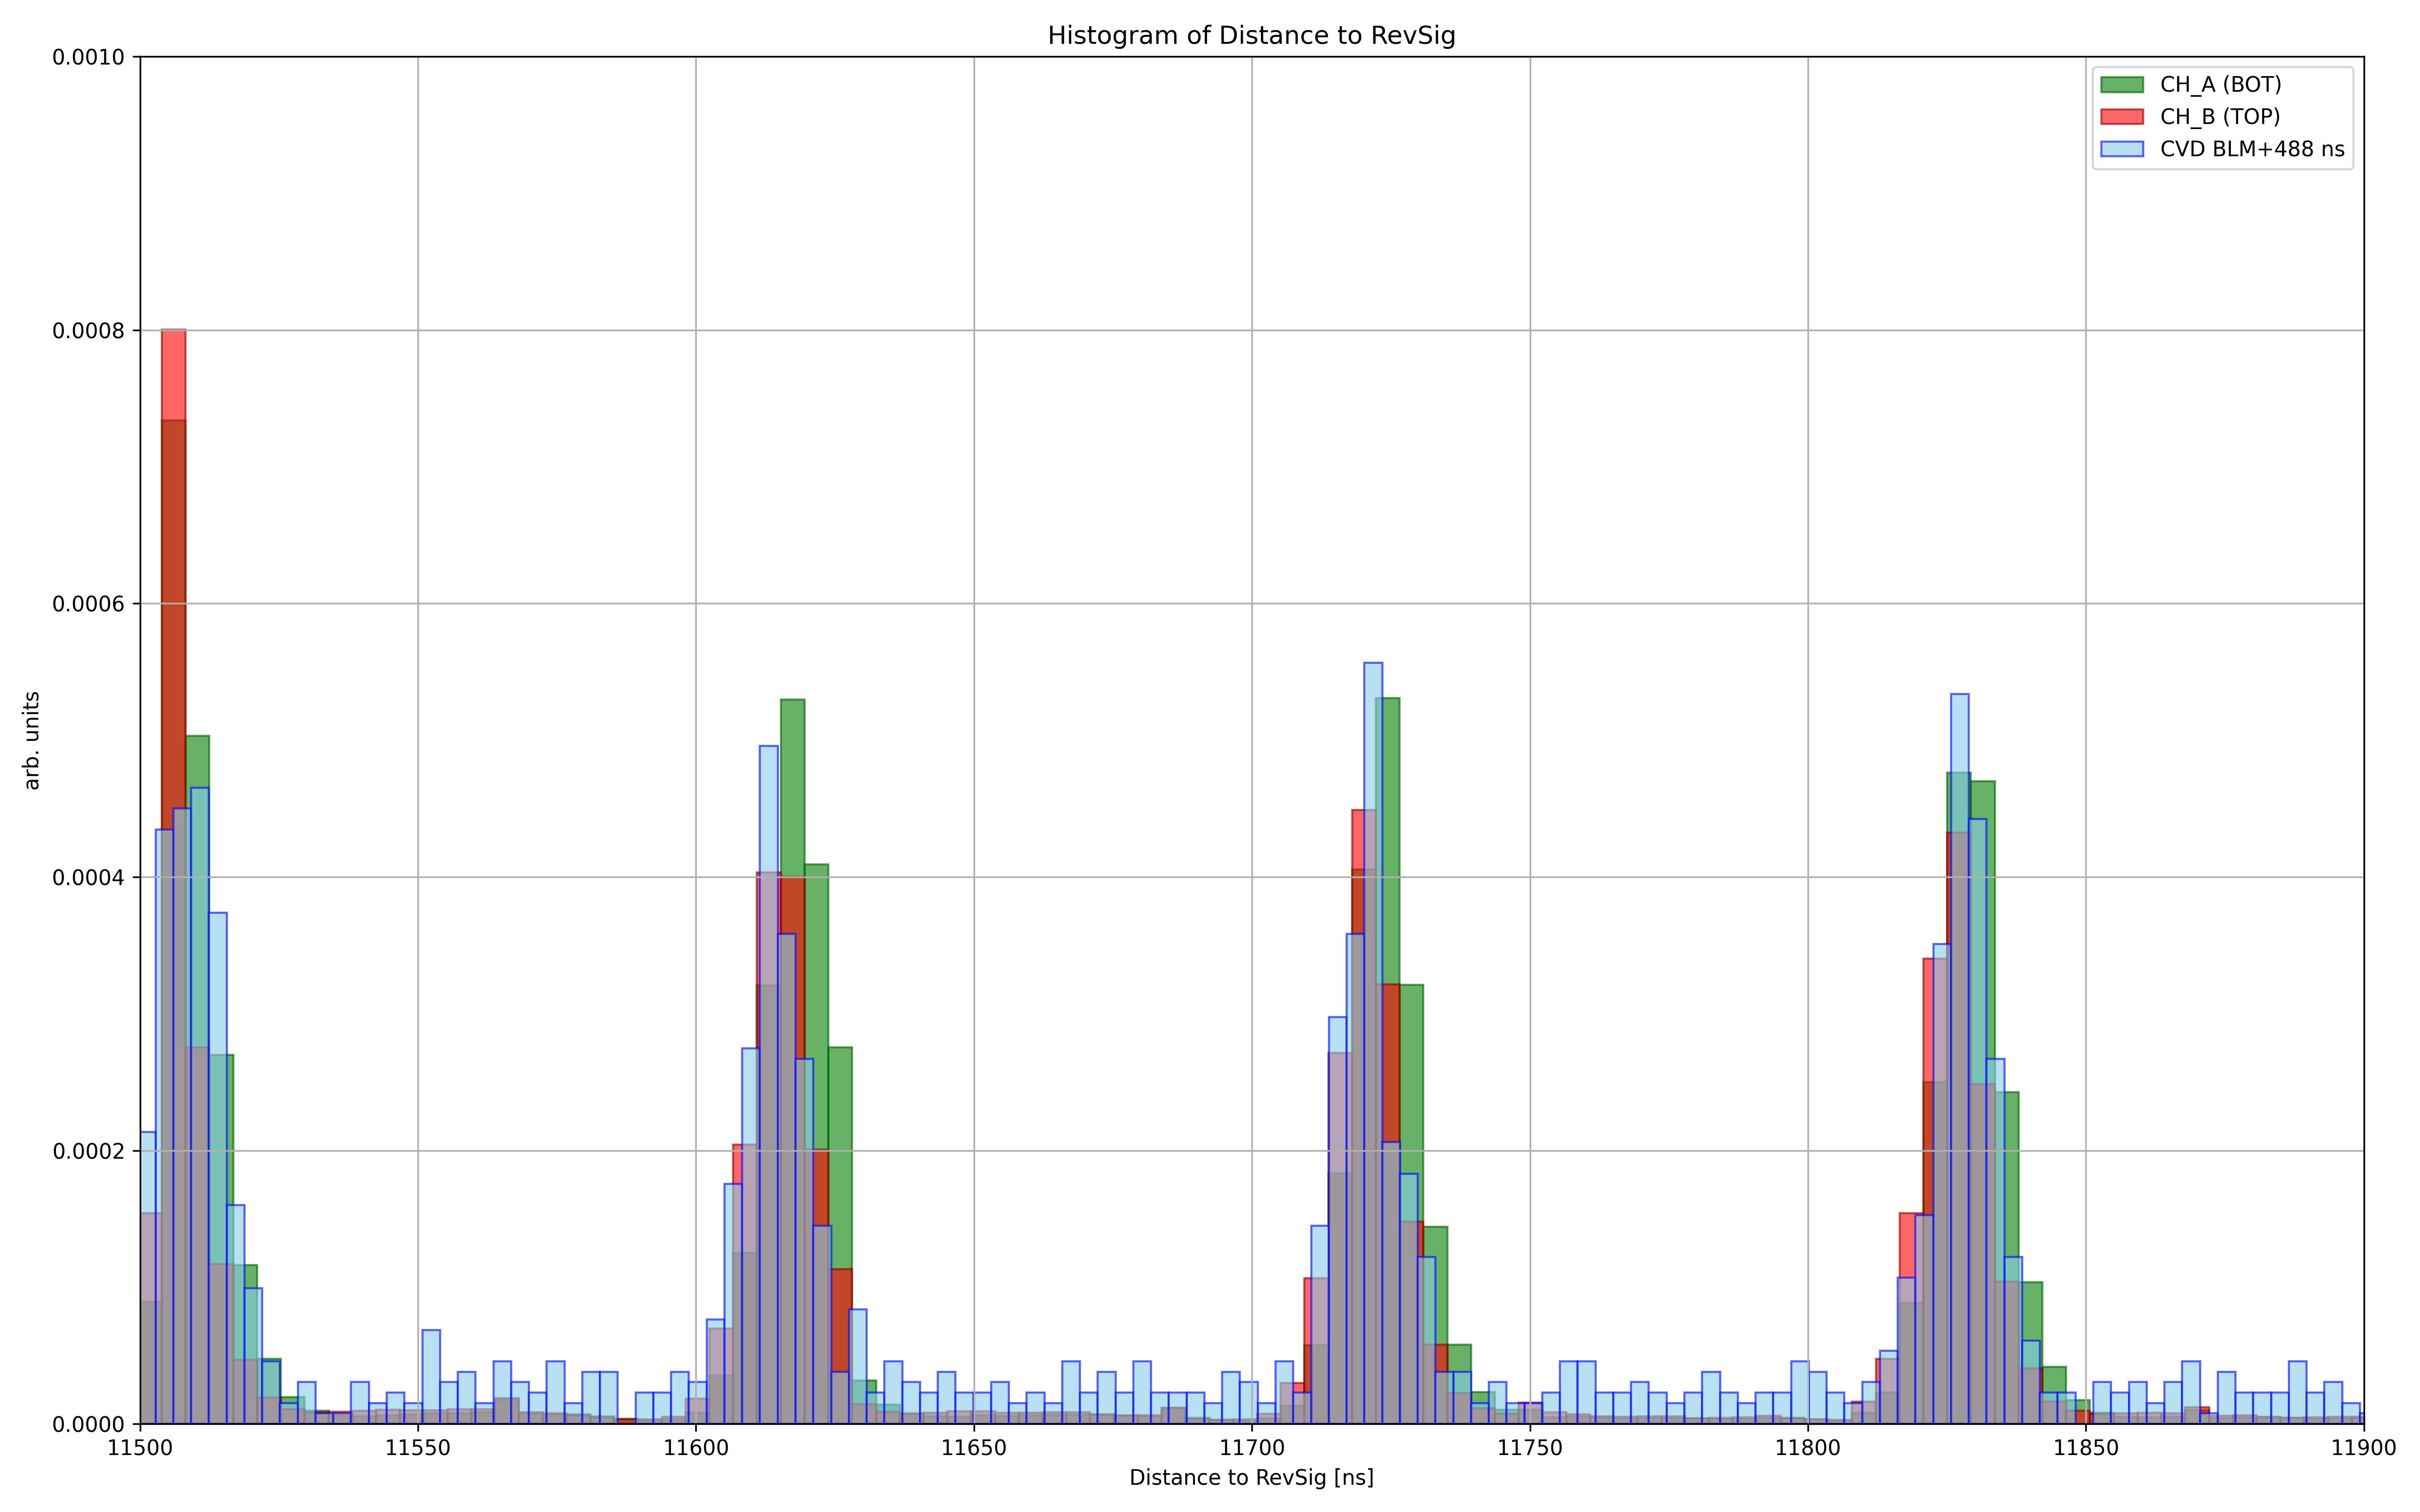 Histogram of Distance to RevSig
0.0010
0.0008
0.0006
0.0004
0.0002
0.0000
arb. units
CH_A (BOT)
CH_B (TOP)
CVD BLM+488 ns
11500 11550 11600 11650 11700 11750 11800 11850 11900
Distance to RevSig [ns]